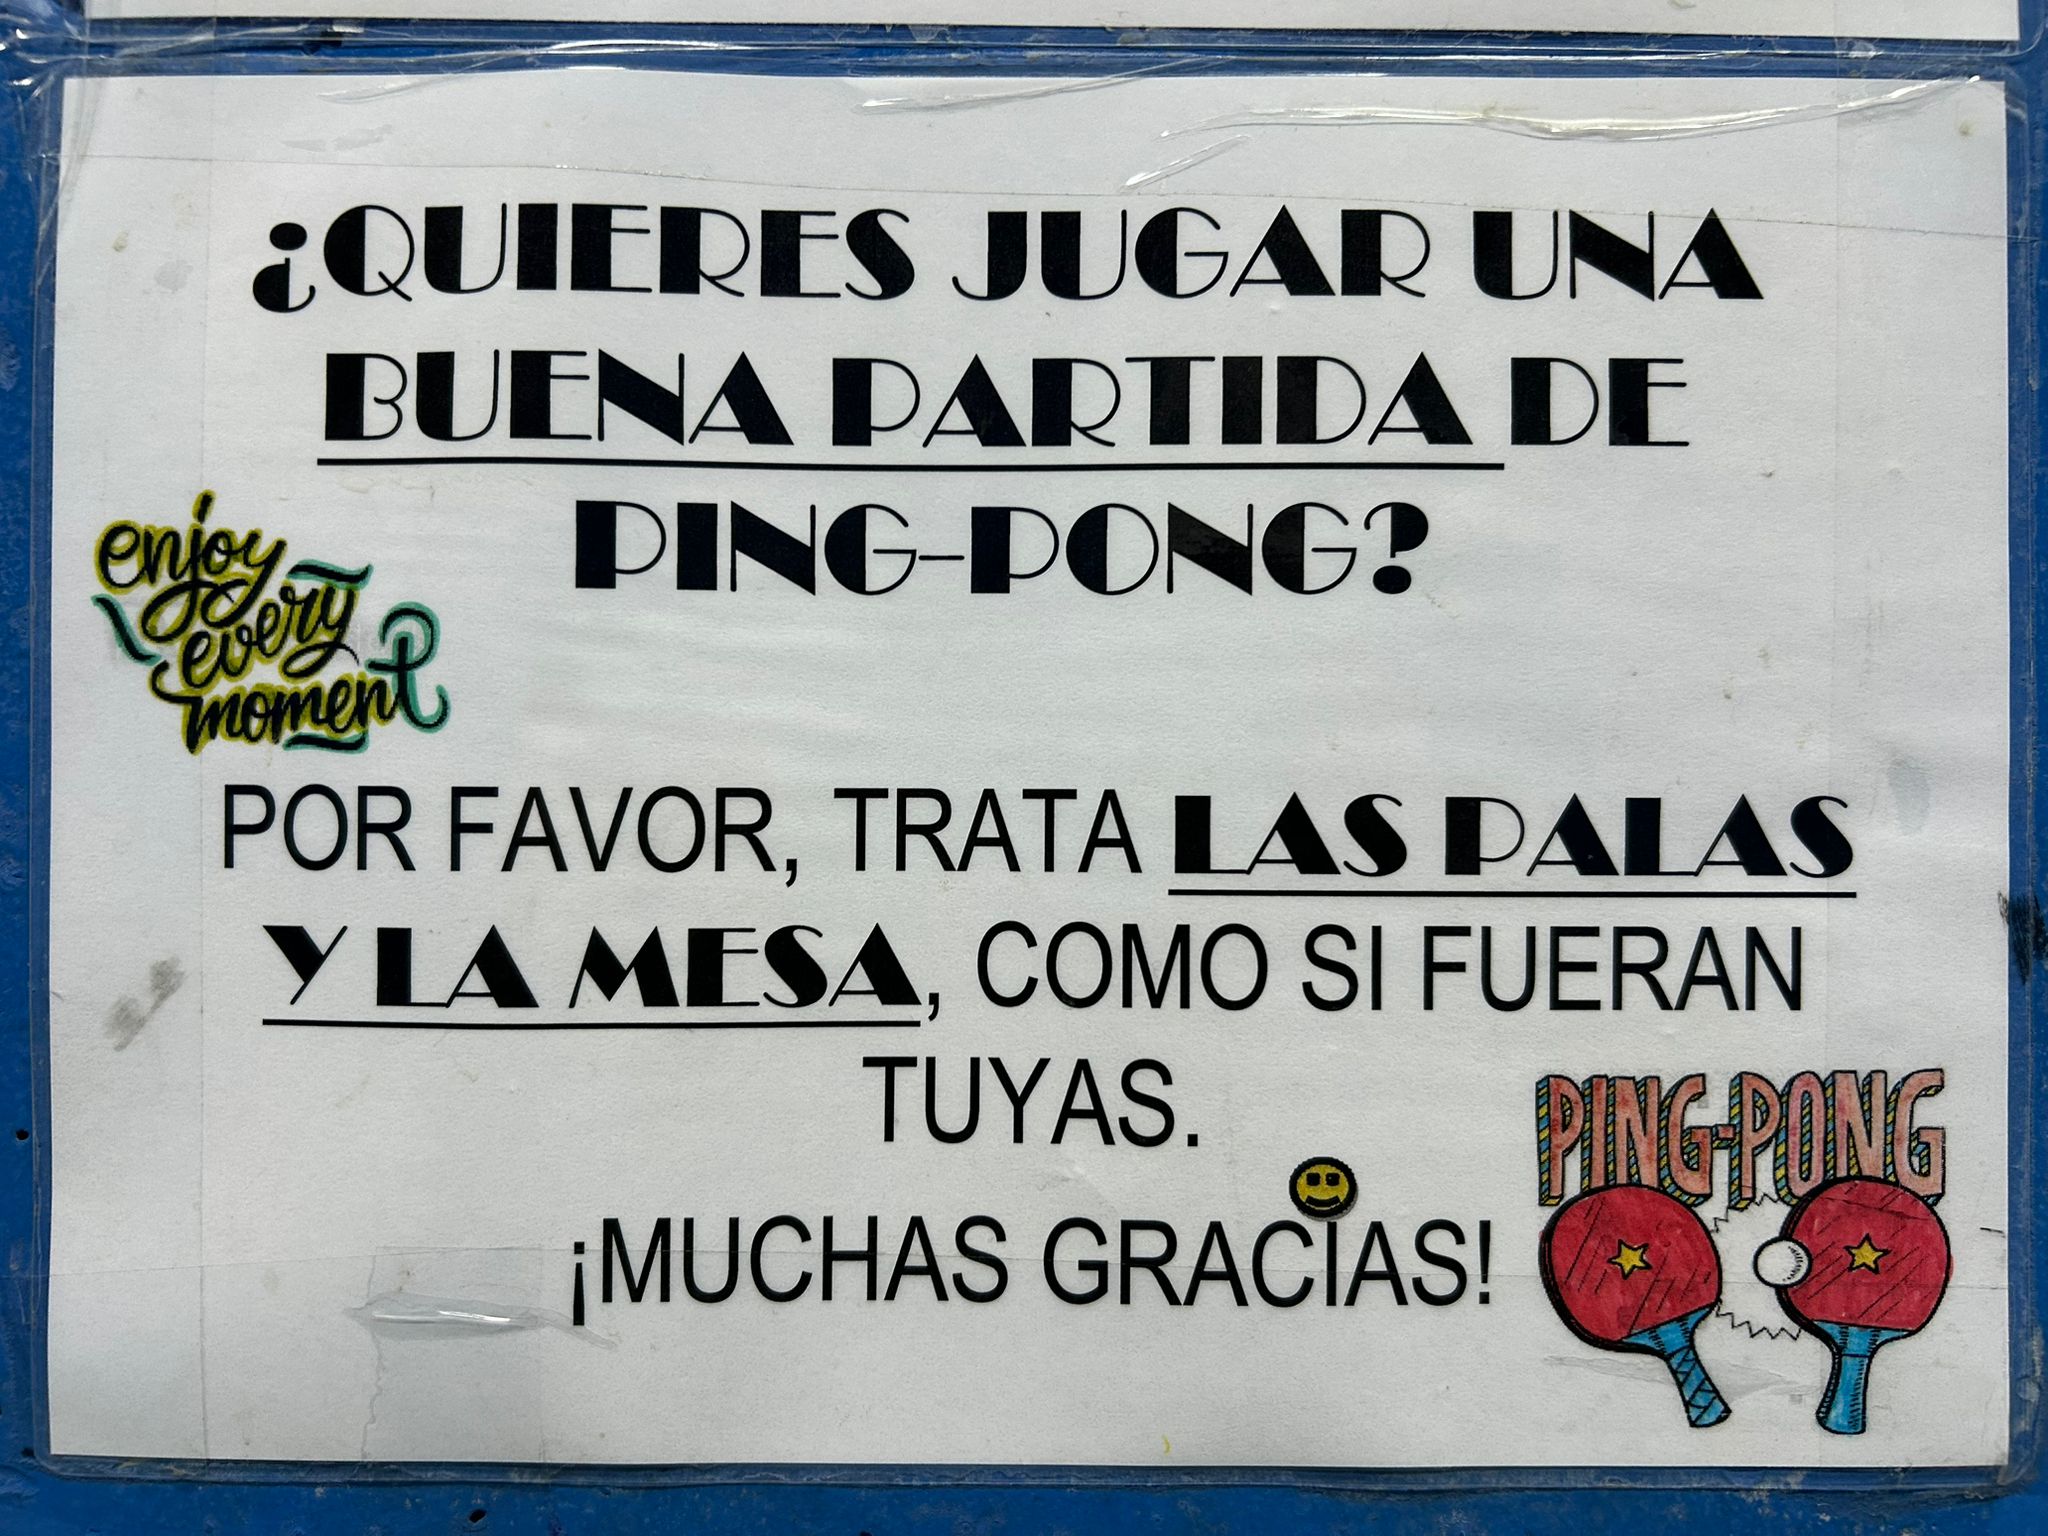 ¿QUIERES JUGAR UNA
BUENA PARTIDA DE
PING-PONG?
enjoy
every
moment
POR FAVOR, TRATA LAS PALAS
Y LA MESA, COMO SI FUERAN
TUYAS.
¡MUCHAS GRACIAS!
PING-PONG